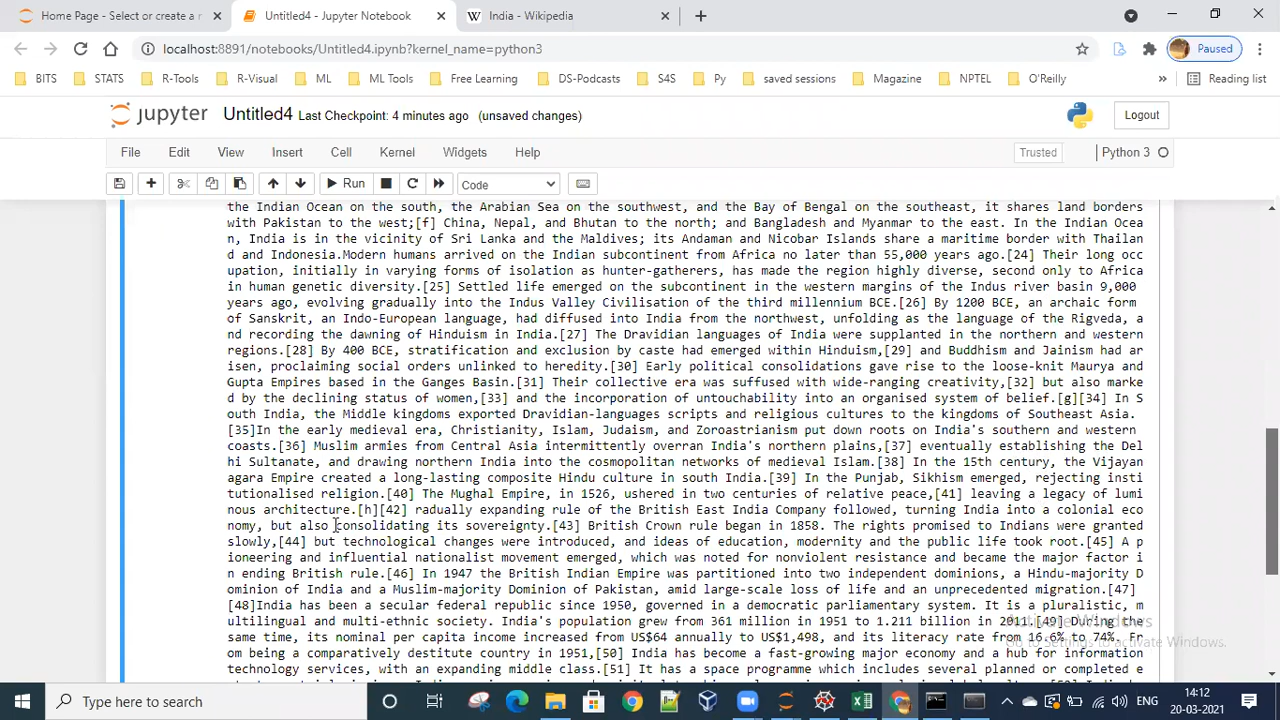 Home Page - Select or create a n
Untitled4 - Jupyter Notebook
India - Wikipedia
localhost:8891/notebooks/Untitled4.ipynb?kernel_name=python3
Paused
BITS
STATS
R-Tools
R-Visual
ML
ML Tools
Free Learning
DS-Podcasts
S4S
Py
saved sessions
Magazine
NPTEL
O'Reilly
»
Reading list
jupyter Untitled4 Last Checkpoint: 4 minutes ago (unsaved changes)
Logout
File Edit View Insert Cell Kernel Widgets Help
Trusted
Python 3
Run
Code
the Indian Ocean on the south, the Arabian Sea on the southwest, and the Bay of Bengal on the southeast, it shares land borders
with Pakistan to the west;[f] China, Nepal, and Bhutan to the north; and Bangladesh and Myanmar to the east. In the Indian Ocea
n, India is in the vicinity of Sri Lanka and the Maldives; its Andaman and Nicobar Islands share a maritime border with Thailan
d and Indonesia.Modern humans arrived on the Indian subcontinent from Africa no later than 55,000 years ago.[24] Their long occ
upation, initially in varying forms of isolation as hunter-gatherers, has made the region highly diverse, second only to Africa
in human genetic diversity.[25] Settled life emerged on the subcontinent in the western margins of the Indus river basin 9,000
years ago, evolving gradually into the Indus Valley Civilisation of the third millennium BCE.[26] By 1200 BCE, an archaic form
of Sanskrit, an Indo-European language, had diffused into India from the northwest, unfolding as the language of the Rigveda, a
nd recording the dawning of Hinduism in India.[27] The Dravidian languages of India were supplanted in the northern and western
regions.[28] By 400 BCE, stratification and exclusion by caste had emerged within Hinduism,[29] and Buddhism and Jainism had ar
isen, proclaiming social orders unlinked to heredity.[30] Early political consolidations gave rise to the loose-knit Maurya and
Gupta Empires based in the Ganges Basin.[31] Their collective era was suffused with wide-ranging creativity,[32] but also marke
d by the declining status of women,[33] and the incorporation of untouchability into an organised system of belief.[g][34] In S
outh India, the Middle kingdoms exported Dravidian-languages scripts and religious cultures to the kingdoms of Southeast Asia.
[35]In the early medieval era, Christianity, Islam, Judaism, and Zoroastrianism put down roots on India's southern and western
coasts.[36] Muslim armies from Central Asia intermittently overran India's northern plains,[37] eventually establishing the Del
hi Sultanate, and drawing northern India into the cosmopolitan networks of medieval Islam.[38] In the 15th century, the Vijayan
agara Empire created a long-lasting composite Hindu culture in south India.[39] In the Punjab, Sikhism emerged, rejecting insti
tutionalised religion.[40] The Mughal Empire, in 1526, ushered in two centuries of relative peace,[41] leaving a legacy of lumi
nous architecture.[h][42] radually expanding rule of the British East India Company followed, turning India into a colonial eco
nomy, but also consolidating its sovereignty.[43] British Crown rule began in 1858. The rights promised to Indians were granted
slowly,[44] but technological changes were introduced, and ideas of education, modernity and the public life took root.[45] A p
ioneering and influential nationalist movement emerged, which was noted for nonviolent resistance and became the major factor i
n ending British rule.[46] In 1947 the British Indian Empire was partitioned into two independent dominions, a Hindu-majority D
ominion of India and a Muslim-majority Dominion of Pakistan, amid large-scale loss of life and an unprecedented migration.[47]
[48]India has been a secular federal republic since 1950, governed in a democratic parliamentary system. It is a pluralistic, m
ultilingual and multi-ethnic society. India's population grew from 361 million in 1951 to 1.211 billion in 2011.[49] During the
same time, its nominal per capita income increased from US$64 annually to US$1,498, and its literacy rate from 16.6% to 74%. Fr
om being a comparatively destitute country in 1951,[50] India has become a fast-growing major economy and a hub for information
technology services, with an expanding middle class.[51] It has a space programme which includes several planned or completed e
Activate Windows
Go to Settings to activate Windows.
Type here to search
ENG
14:12
20-03-2021